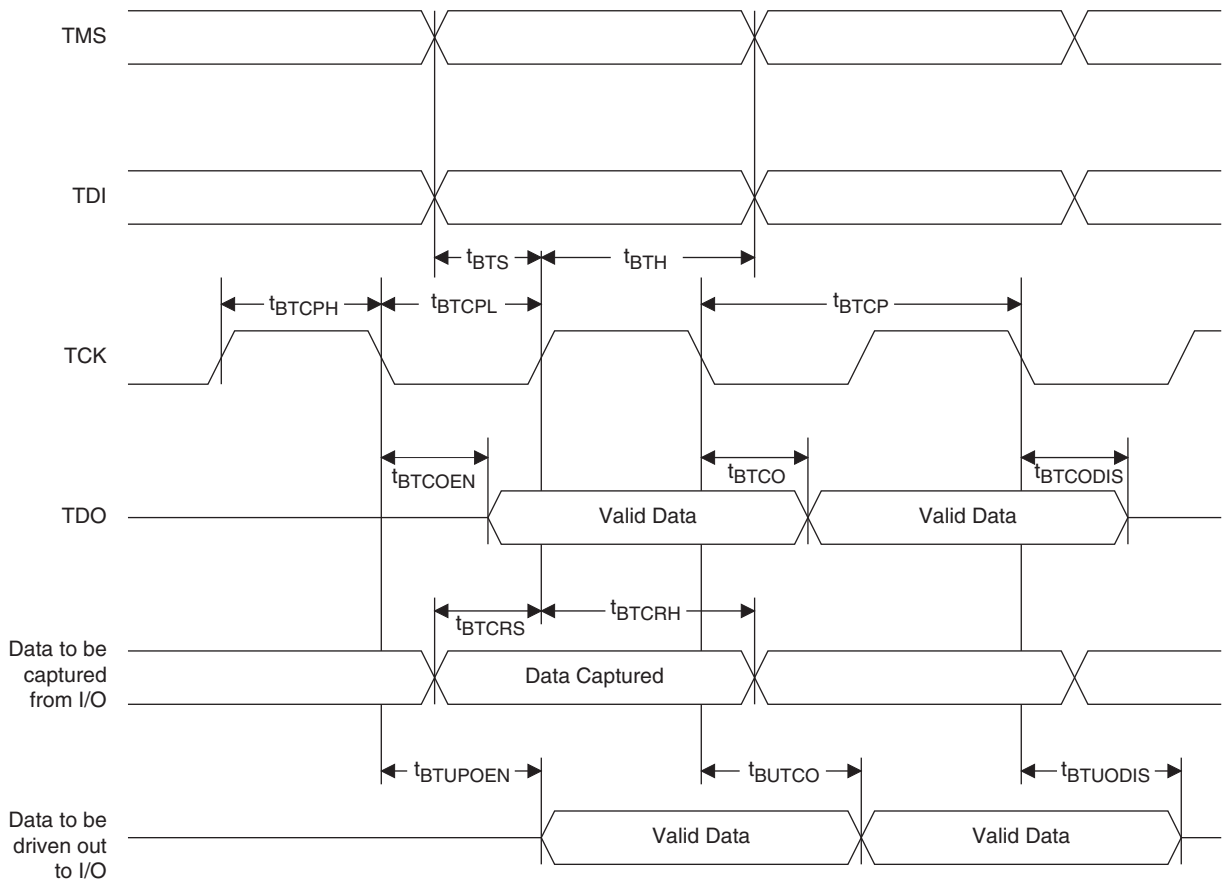 TMS
TDI
tBTS
tBTH
tBTCPH
tBTCPL
tBTCP
TCK
tBTCOEN
tBTCO
tBTCODIS
TDO
Valid Data
Valid Data
tBTCRS
tBTCRH
Data to be
captured
from I/O
Data Captured
tBTUPOEN
tBUTCO
tBTUODIS
Data to be
driven out
to I/O
Valid Data
Valid Data